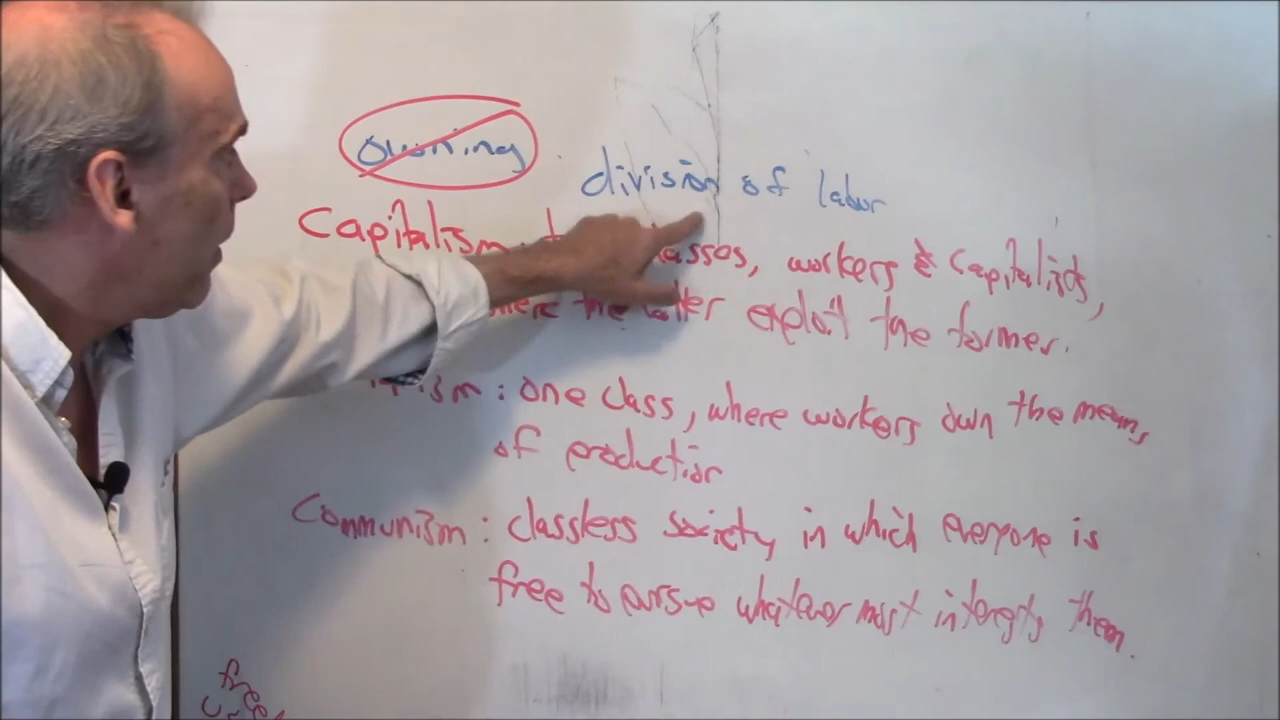 owning
division of labor
Capitalism: classes, workers & capitalists,
where the latter exploit the former.
: one class, where workers own the means
of production
Communism: classless society in which everyone is
free to pursue whatever most interests them.
free